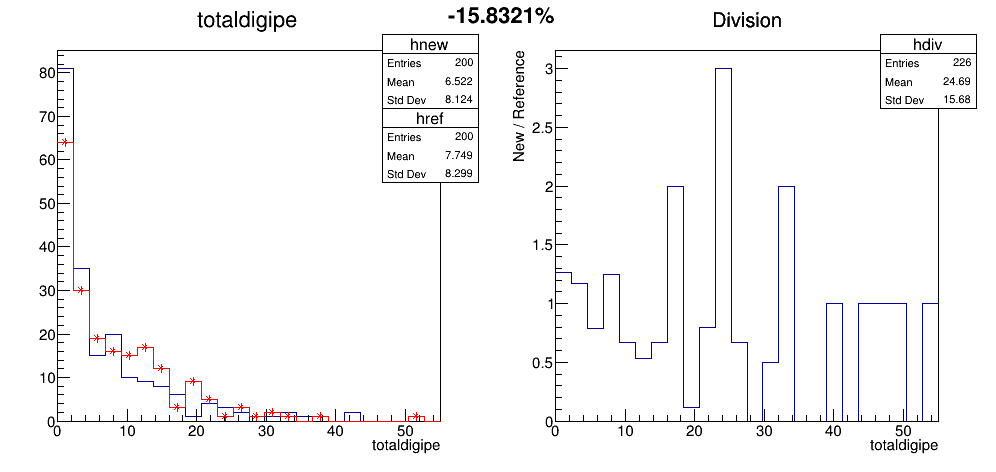 totaldigipe
-15.8321%
Division
hnew
Entries 200
Mean 6.522
Std Dev 8.124
href
Entries 200
Mean 7.749
Std Dev 8.299
80
70
60
50
40
30
20
10
0
0 10 20 30 40 50
totaldigipe
hdiv
Entries 226
Mean 24.69
Std Dev 15.68
New / Reference
3
2.5
2
1.5
1
0.5
0
0 10 20 30 40 50
totaldigipe